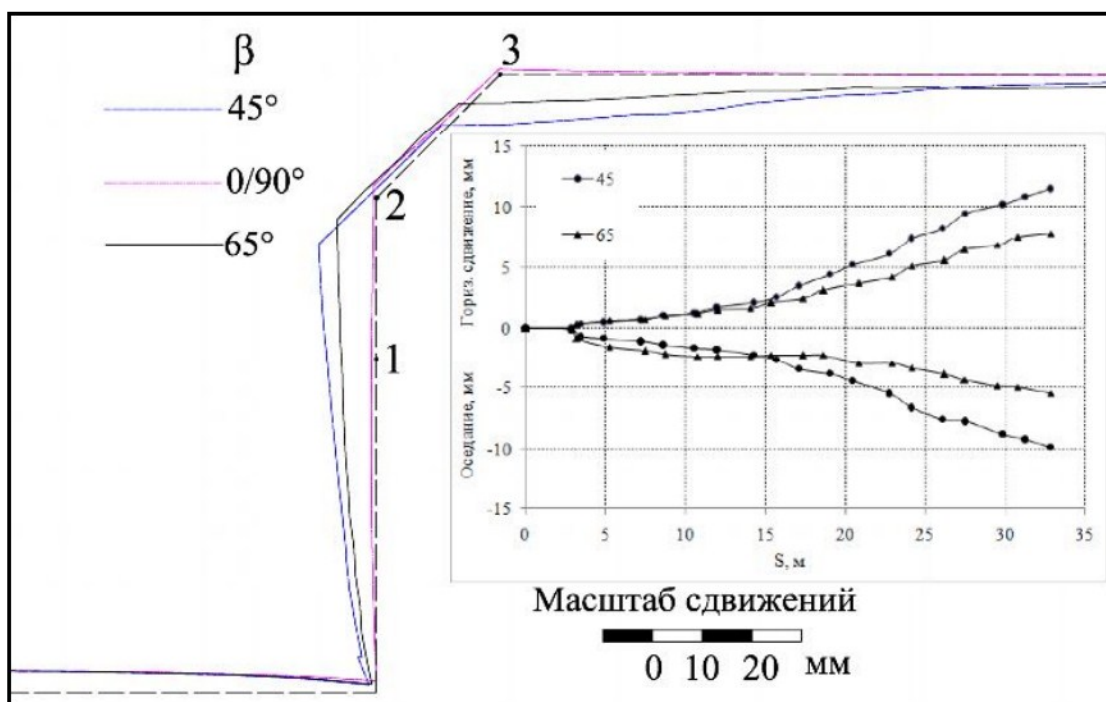 β
45°
0/90°
65°
3
2
1
45
65
Гориз. сдвижение, мм
Оседание, мм
15
10
5
0
-5
-10
-15
0 5 10 15 20 25 30 35
S, м
Масштаб сдвижений
0 10 20 мм